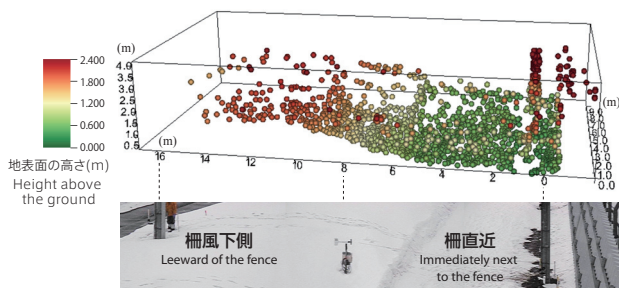 (m)
4.0
3.5
3.0
2.5
2.0
1.5
1.0
0.5
(m)
16
14
12
10
8
6
4
2
0
(m)
11.0
0.0
2.400
1.800
1.200
0.600
0.000
地表面の高さ(m)
Height above
the ground
柵風下側
Leeward of the fence
柵直近
Immediately next
to the fence